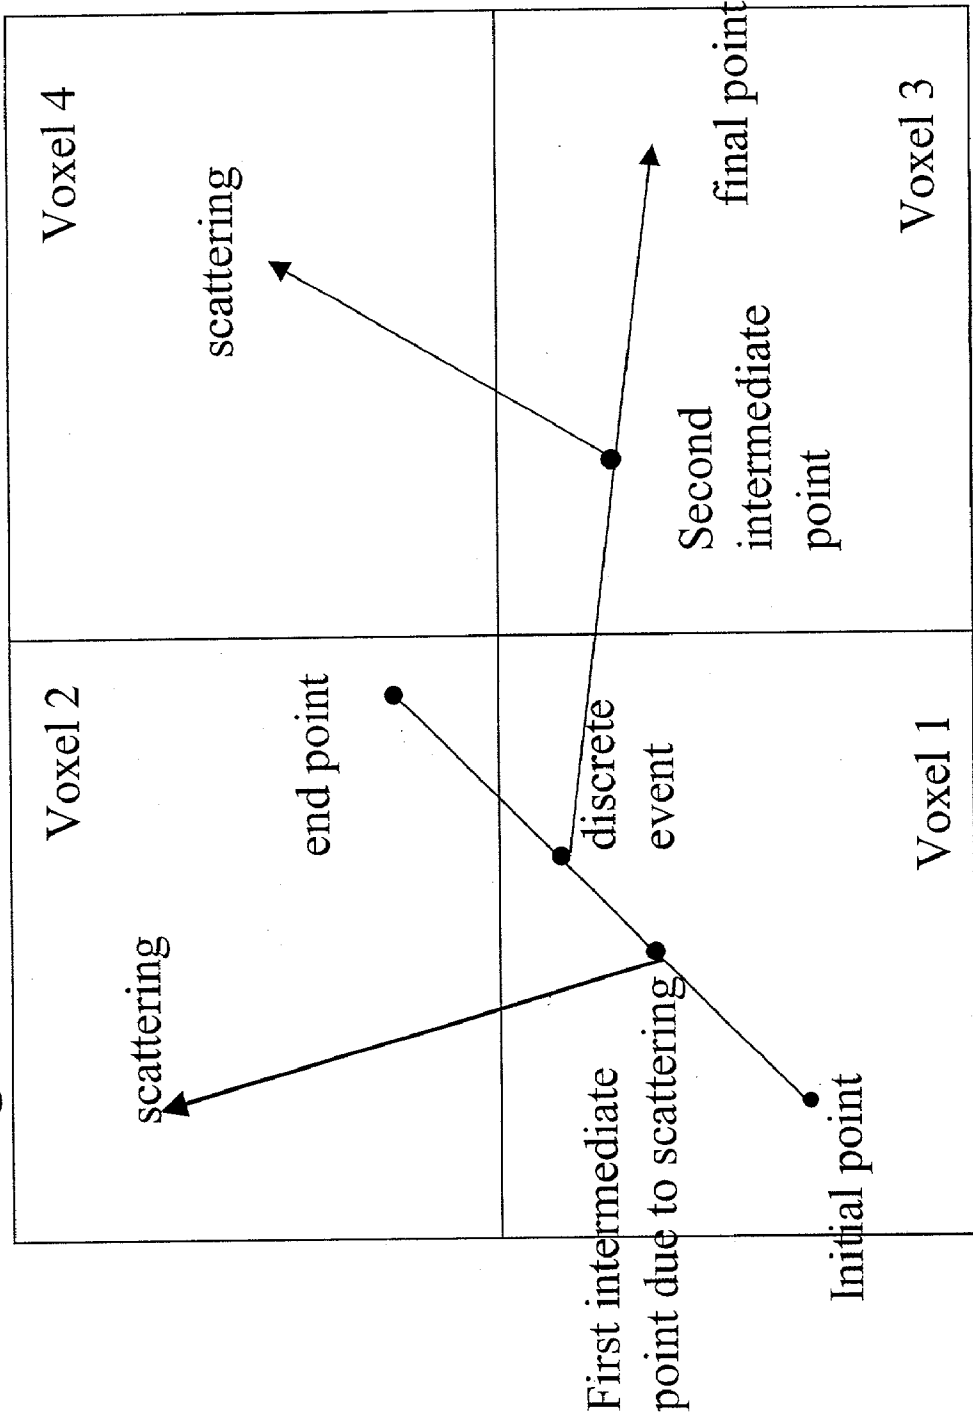 Voxel 2
Voxel 4
scattering
scattering
end point
First intermediate
point due to scattering
discrete
event
Second
intermediate
point
final point
Initial point
Voxel 1
Voxel 3